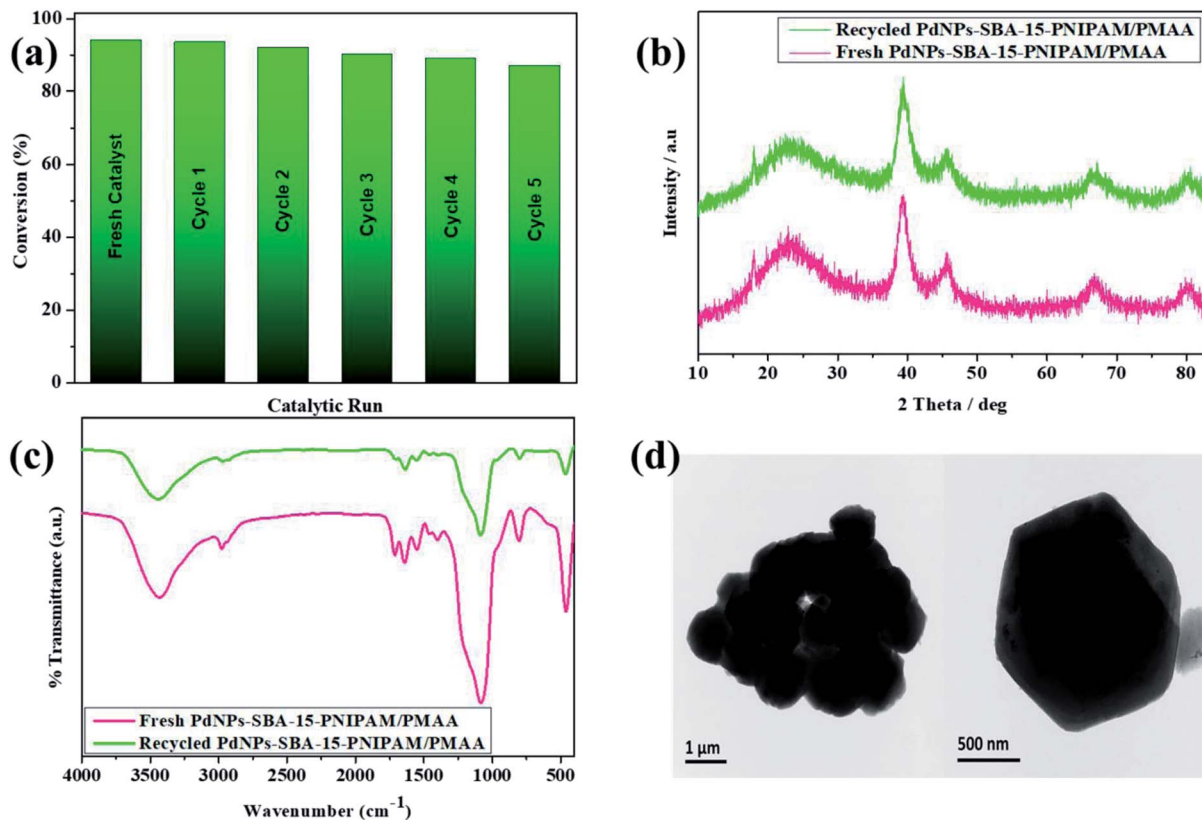 (a)
100
80
60
40
20
0
Conversion (%)
Fresh Catalyst
Cycle 1
Cycle 2
Cycle 3
Cycle 4
Cycle 5
Catalytic Run
(b)
Recycled PdNPs-SBA-15-PNIPAM/PMAA
Fresh PdNPs-SBA-15-PNIPAM/PMAA
Intensity / a.u
10 20 30 40 50 60 70 80
2 Theta / deg
(c)
% Transmittance (a.u.)
Fresh PdNPs-SBA-15-PNIPAM/PMAA
Recycled PdNPs-SBA-15-PNIPAM/PMAA
4000 3500 3000 2500 2000 1500 1000 500
Wavenumber (cm⁻¹)
(d)
1 µm
500 nm